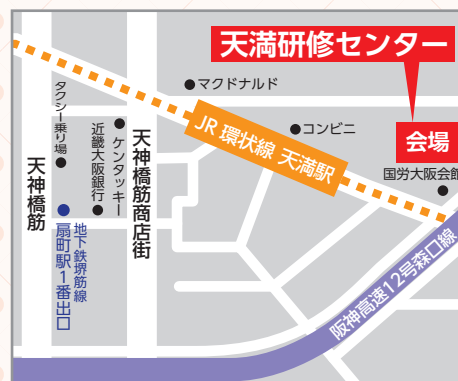 天満研修センター
マクドナルド
JR 環状線 天満駅
コンビニ
会場
国労大阪会館
タクシー乗り場
近畿大阪銀行
ケンタッキー
天神橋筋
天神橋筋商店街
地下鉄堺筋線
扇町駅1番出口
阪神高速12号森口線